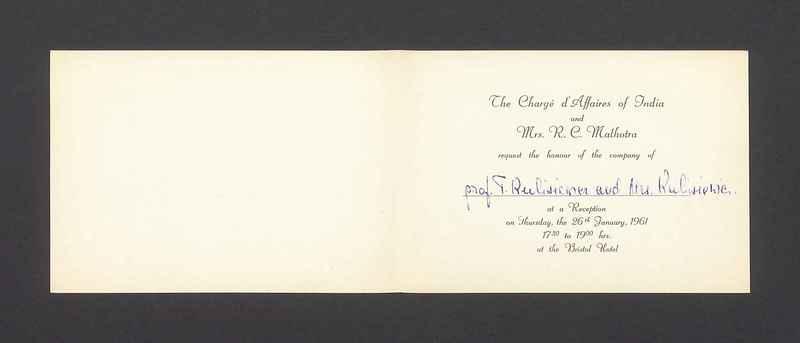 The Chargé d'Affaires of India
and
Mrs. R. C. Malhotra
request the honour of the company of
prof. T. Kulisiewicz and Mrs. Kulisiewicz.
at a Reception
on Thursday, the 26th January, 1961
17³⁰ to 19⁰⁰ hrs.
at the Bristol Hotel